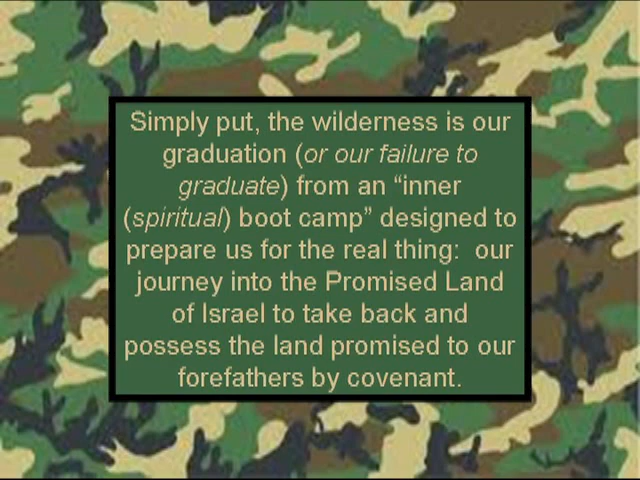 Simply put, the wilderness is our
graduation (or our failure to
graduate) from an “inner
(spiritual) boot camp” designed to
prepare us for the real thing:  our
journey into the Promised Land
of Israel to take back and
possess the land promised to our
forefathers by covenant.